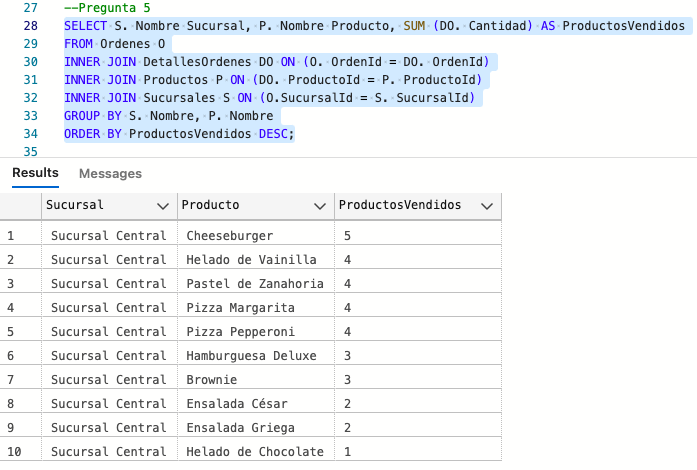 27 --Pregunta 5
28 SELECT S. Nombre Sucursal, P. Nombre Producto, SUM (DO. Cantidad) AS ProductosVendidos
29 FROM Ordenes O
30 INNER JOIN DetallesOrdenes DO ON (O. OrdenId = DO. OrdenId)
31 INNER JOIN Productos P ON (DO. ProductoId = P. ProductoId)
32 INNER JOIN Sucursales S ON (O.SucursalId = S. SucursalId)
33 GROUP BY S. Nombre, P. Nombre
34 ORDER BY ProductosVendidos DESC;
35
Results Messages
Sucursal Producto ProductosVendidos
1 Sucursal Central Cheeseburger 5
2 Sucursal Central Helado de Vainilla 4
3 Sucursal Central Pastel de Zanahoria 4
4 Sucursal Central Pizza Margarita 4
5 Sucursal Central Pizza Pepperoni 4
6 Sucursal Central Hamburguesa Deluxe 3
7 Sucursal Central Brownie 3
8 Sucursal Central Ensalada César 2
9 Sucursal Central Ensalada Griega 2
10 Sucursal Central Helado de Chocolate 1